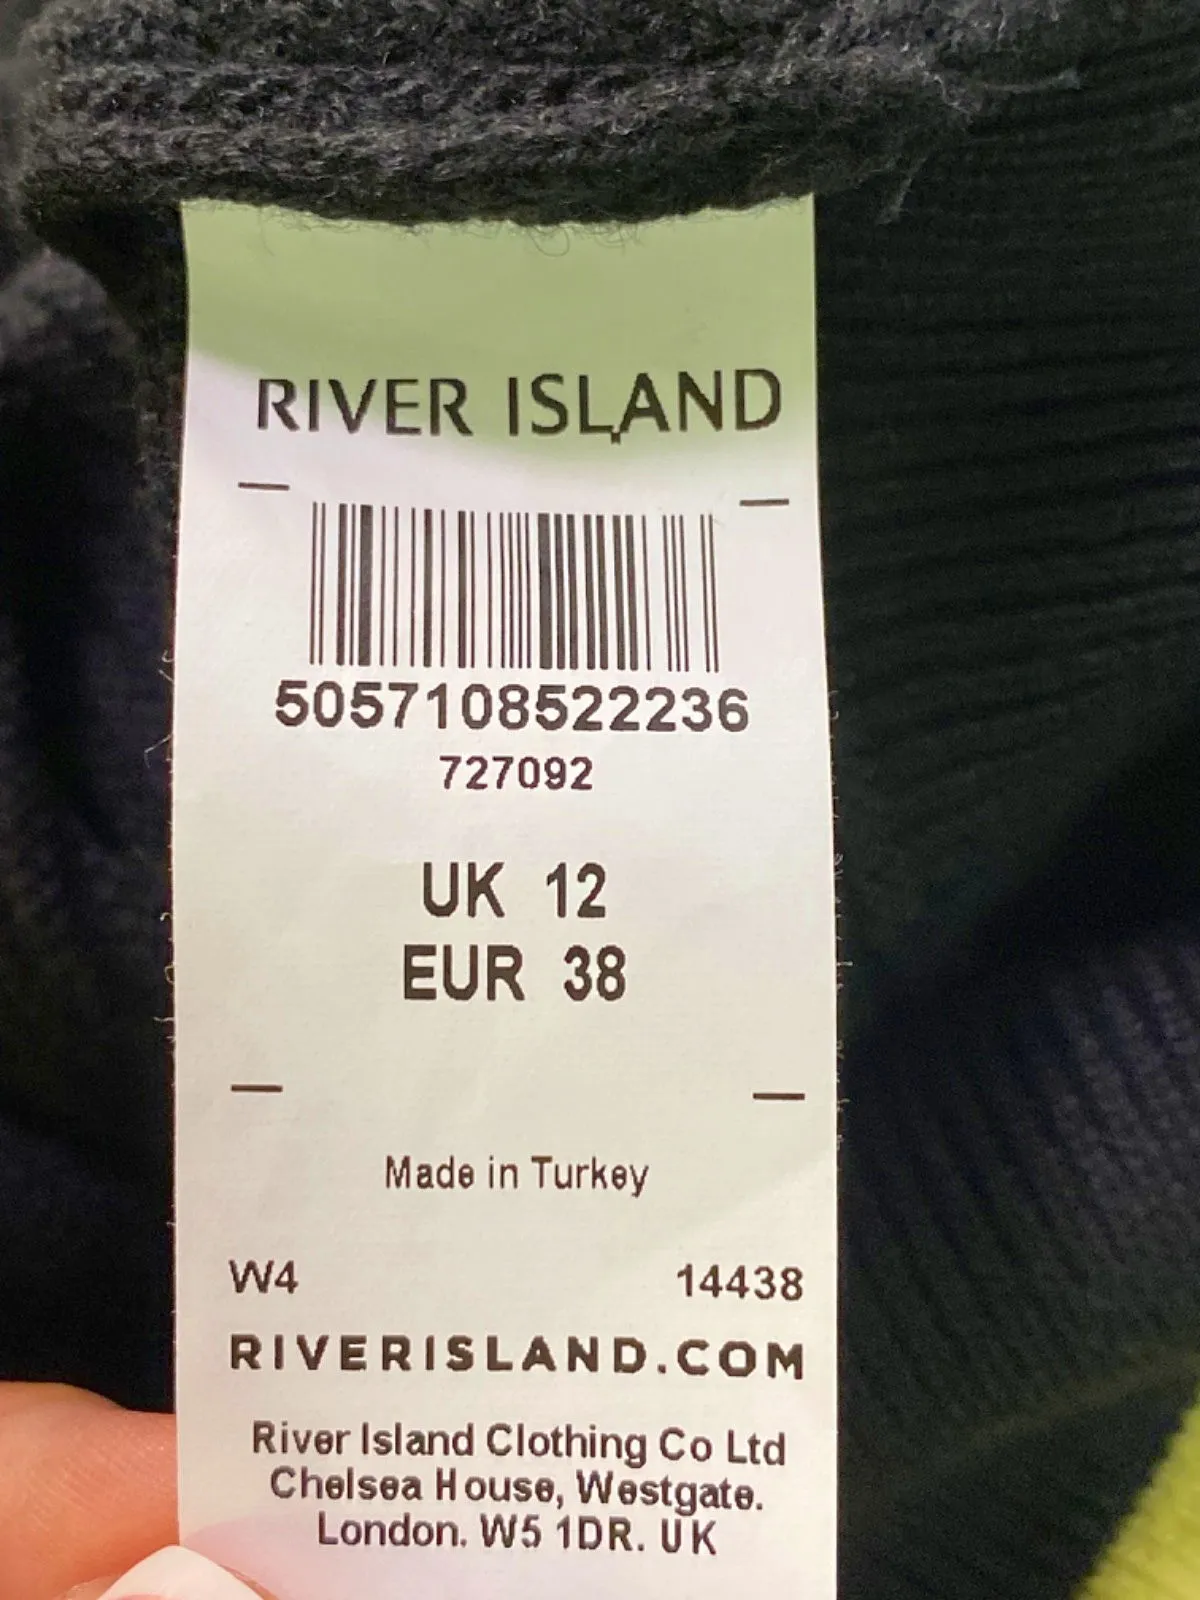 RIVER ISLAND
5057108522236
727092
UK 12
EUR 38
Made in Turkey
W4 14438
RIVERISLAND.COM
River Island Clothing Co Ltd
Chelsea House, Westgate.
London. W5 1DR. UK